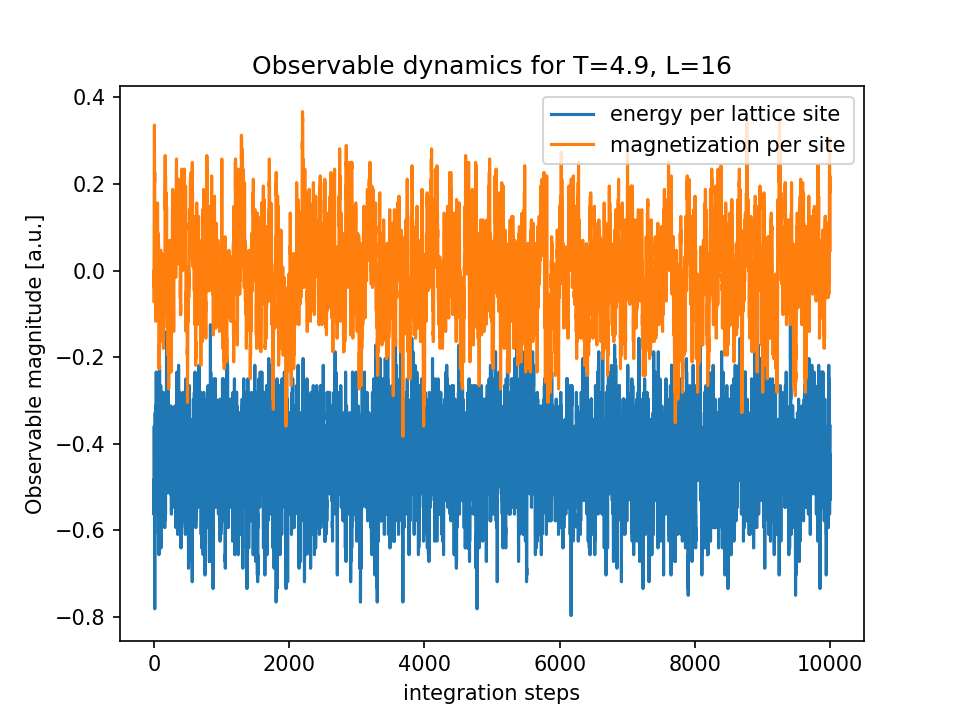 Observable dynamics for T=4.9, L=16
energy per lattice site
magnetization per site
Observable magnitude [a.u.]
0.4
0.2
0.0
−0.2
−0.4
−0.6
−0.8
0 2000 4000 6000 8000 10000
integration steps